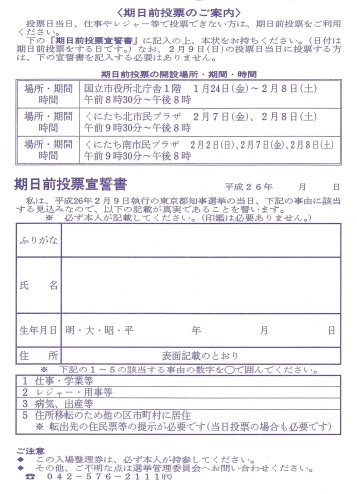 〈期日前投票のご案内〉
投票日当日、仕事やレジャー等で投票できない方は、期日前投票をご利用
ください。
下の『期日前投票宣誓書』に記入の上、本状をお持ちください。(日付は
期日前投票をする日です。)なお、2月9日(日)の投票日当日に投票する方
は、下の宣誓書を記入する必要はありません。
期日前投票の開設場所・期間・時間
場所・期間 国立市役所北庁舎1階 1月24日(金)~2月8日(土)
時間 午前8時30分~午後8時
場所・期間 くにたち北市民プラザ 2月7日(金)、2月8日(土)
時間 午前9時30分~午後8時
場所・期間 くにたち南市民プラザ 2月2日(日)、2月7日(金)、2月8日(土)
時間 午前9時30分~午後8時
期日前投票宣誓書 平成26年 月 日
私は、平成26年2月9日執行の東京都知事選挙の当日、下記の事由に該当
する見込みなので、以下の記載が真実であることを誓います。
※ 必ず本人が記載してください。(印鑑は必要ありません。)
ふりがな
氏 名
生年月日 明・大・昭・平 年 月 日
住 所 表面記載のとおり
※ 下記の1~5の該当する事由の数字を○で囲んでください。
1 仕事・学業等
2 レジャー・用事等
3 病気、出産等
5 住所移転のため他の区市町村に居住
※ 転出先の住民票等の提示が必要です(当日投票の場合も必要です)
ご注意
◆ この入場整理券は、必ず本人が持参してください。
◆ その他、ご不明な点は選挙管理委員会へお問い合わせください。
☎ 042-576-2111㈹